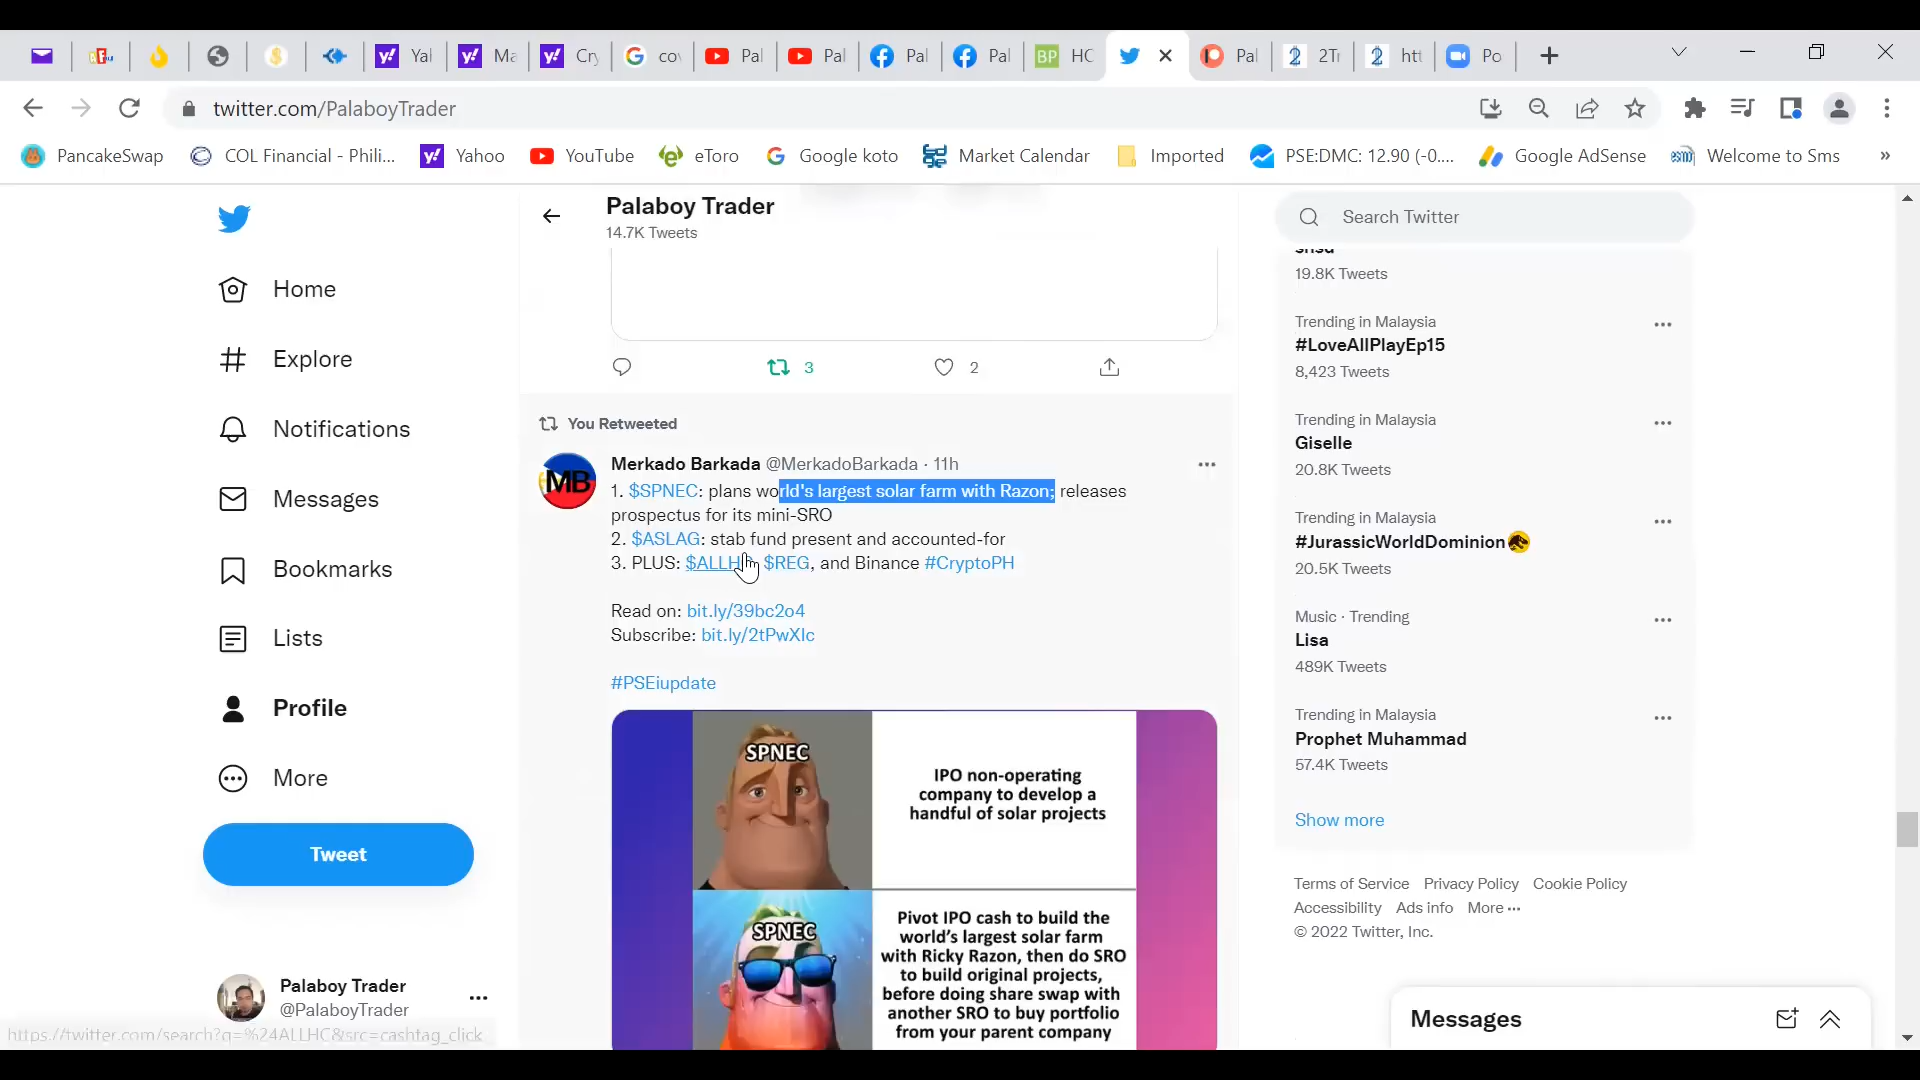 Yal
Ma
Cry
cov
Pal
Pal
Pal
Pal
BP HC
Pal
2Tr
htt
Po
twitter.com/PalaboyTrader
PancakeSwap
COL Financial - Phili...
Yahoo
YouTube
eToro
Google koto
Market Calendar
Imported
PSE:DMC: 12.90 (-0....
Google AdSense
Welcome to Sms
»
Palaboy Trader
14.7K Tweets
Home
Explore
Notifications
Messages
Bookmarks
Lists
Profile
More
Tweet
Palaboy Trader
@PalaboyTrader
https://twitter.com/search?q=%24ALLHC&src=cashtag_click
3
2
You Retweeted
MB
Merkado Barkada @MerkadoBarkada · 11h
1. $SPNEC: plans world's largest solar farm with Razon; releases
prospectus for its mini-SRO
2. $ASLAG: stab fund present and accounted-for
3. PLUS: $ALLH $REG, and Binance #CryptoPH
Read on: bit.ly/39bc2o4
Subscribe: bit.ly/2tPwXIc
#PSEiupdate
SPNEC
IPO non-operating
company to develop a
handful of solar projects
SPNEC
Pivot IPO cash to build the
world's largest solar farm
with Ricky Razon, then do SRO
to build original projects,
before doing share swap with
another SRO to buy portfolio
from your parent company
Search Twitter
19.8K Tweets
Trending in Malaysia
#LoveAllPlayEp15
8,423 Tweets
Trending in Malaysia
Giselle
20.8K Tweets
Trending in Malaysia
#JurassicWorldDominion
20.5K Tweets
Music · Trending
Lisa
489K Tweets
Trending in Malaysia
Prophet Muhammad
57.4K Tweets
Show more
Terms of Service Privacy Policy Cookie Policy
Accessibility Ads info More ···
© 2022 Twitter, Inc.
Messages